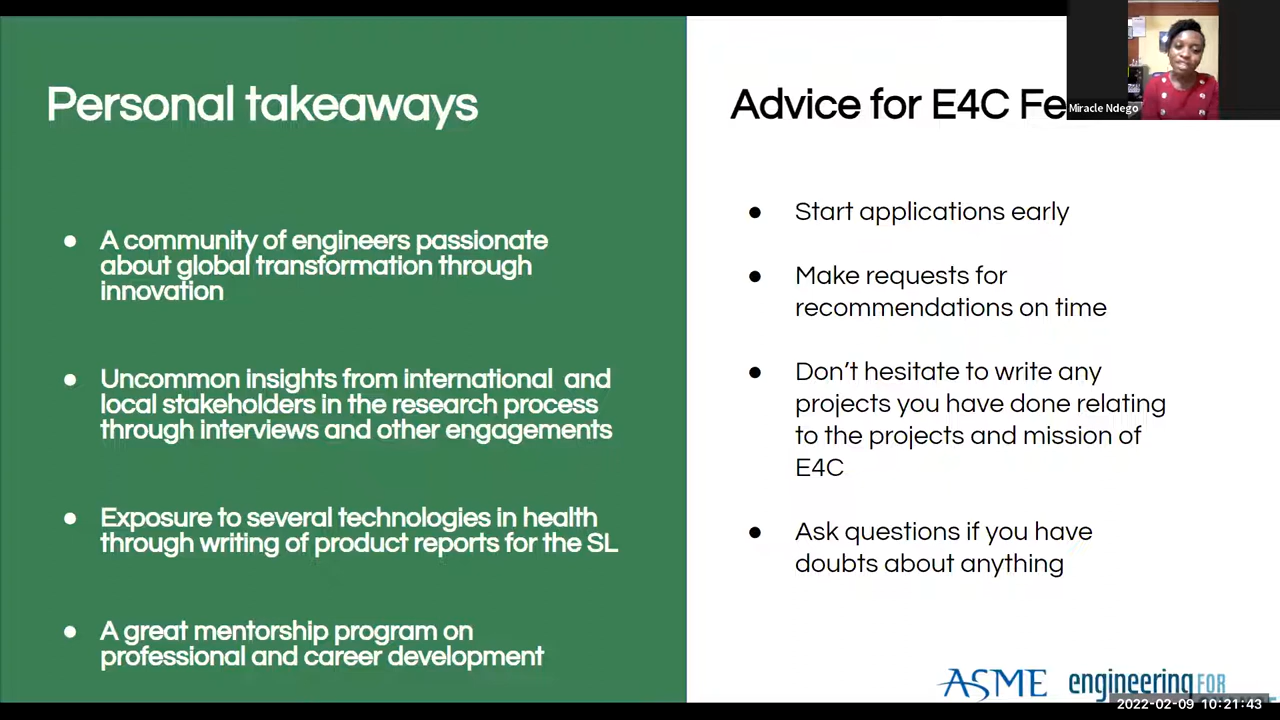 Personal takeaways
A community of engineers passionate
about global transformation through
innovation
Uncommon insights from international and
local stakeholders in the research process
through interviews and other engagements
Exposure to several technologies in health
through writing of product reports for the SL
A great mentorship program on
professional and career development
Advice for E4C Fe
Miracle Ndego
Start applications early
Make requests for
recommendations on time
Don't hesitate to write any
projects you have done relating
to the projects and mission of
E4C
Ask questions if you have
doubts about anything
ASME engineering FOR
2022-02-09 10:21:43